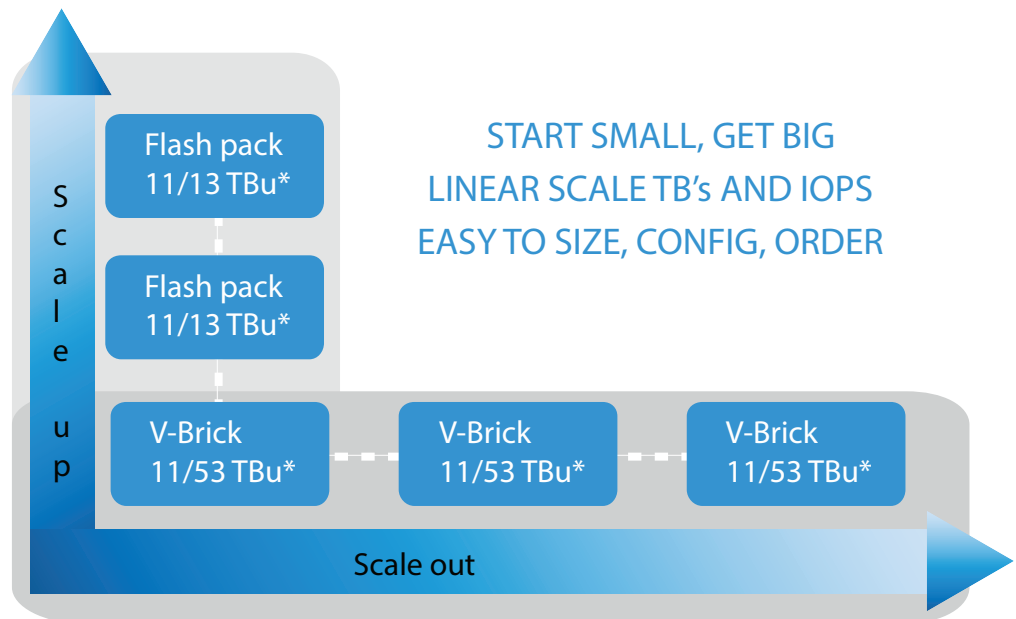 START SMALL, GET BIG
LINEAR SCALE TB's AND IOPS
EASY TO SIZE, CONFIG, ORDER
Scale up
Flash pack
11/13 TBu*
Flash pack
11/13 TBu*
V-Brick
11/53 TBu*
V-Brick
11/53 TBu*
V-Brick
11/53 TBu*
Scale out